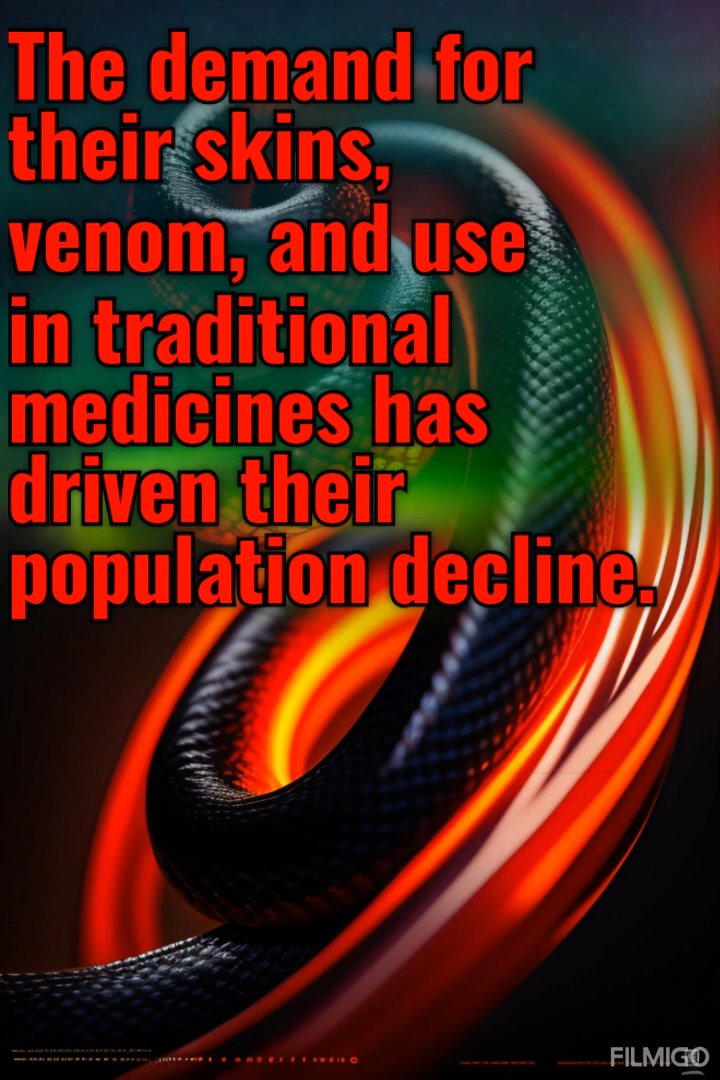 The demand for
their skins,
venom, and use
in traditional
medicines has
driven their
population decline.
FILMIGO